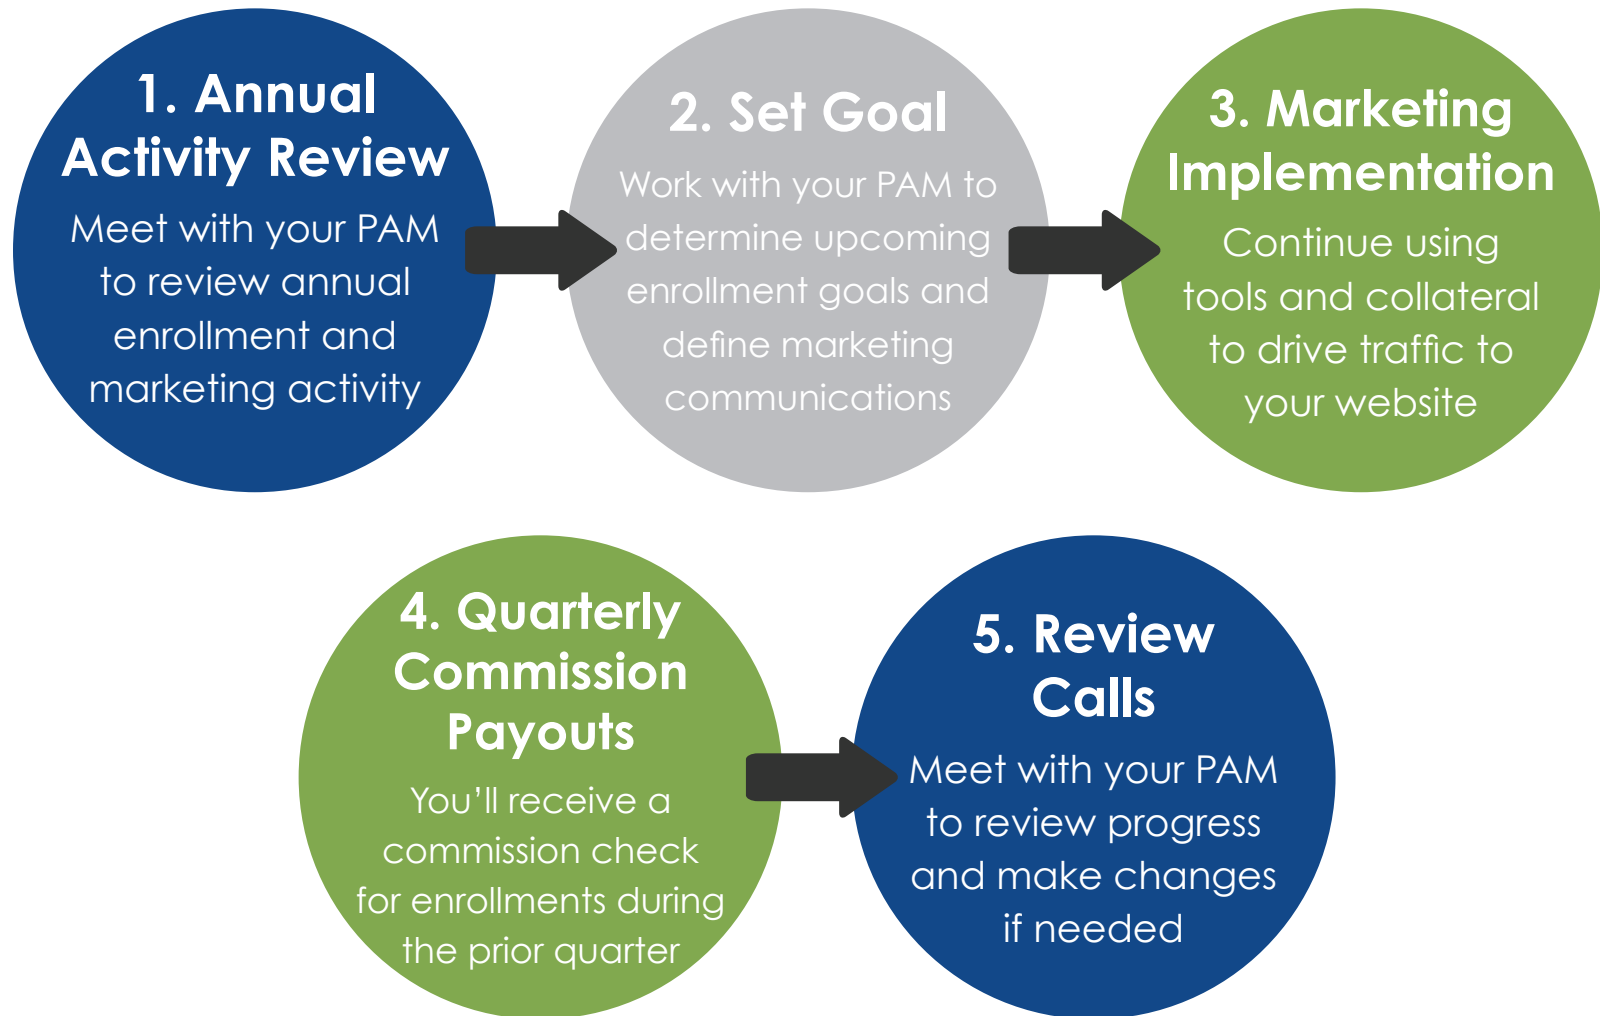 1. Annual
Activity Review
Meet with your PAM
to review annual
enrollment and
marketing activity
2. Set Goal
Work with your PAM to
determine upcoming
enrollment goals and
define marketing
communications
3. Marketing
Implementation
Continue using
tools and collateral
to drive traffic to
your website
4. Quarterly
Commission
Payouts
You’ll receive a
commission check
for enrollments during
the prior quarter
5. Review
Calls
Meet with your PAM
to review progress
and make changes
if needed